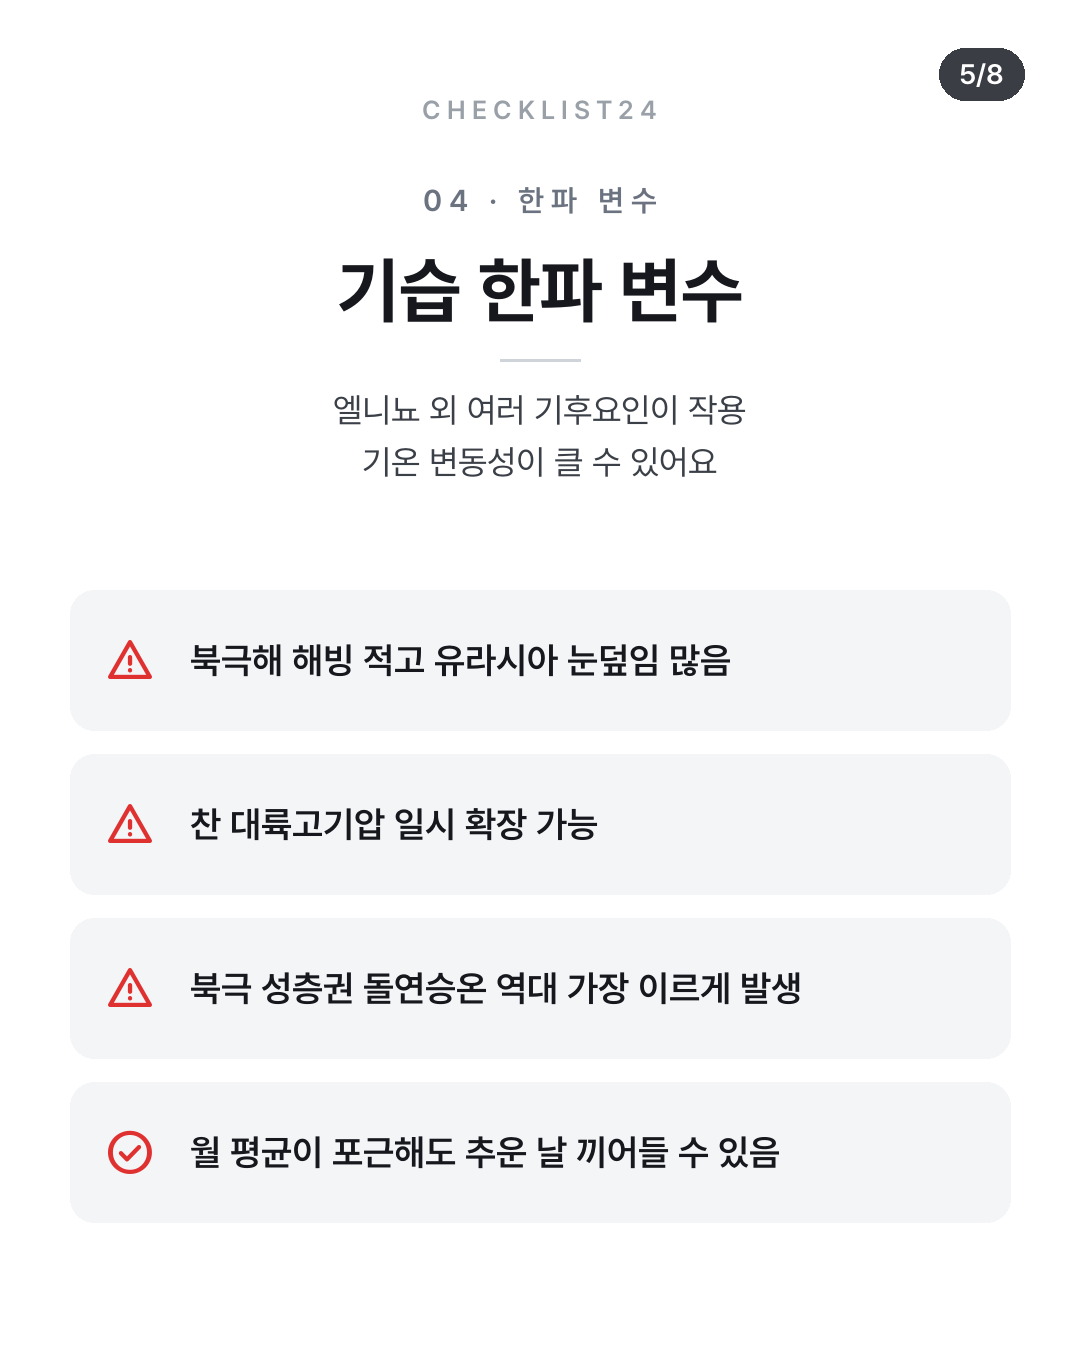 5/8
CHECKLIST24
04 · 한파 변수
기습 한파 변수
엘니뇨 외 여러 기후요인이 작용
기온 변동성이 클 수 있어요
북극해 해빙 적고 유라시아 눈덮임 많음
찬 대륙고기압 일시 확장 가능
북극 성층권 돌연승온 역대 가장 이르게 발생
월 평균이 포근해도 추운 날 끼어들 수 있음